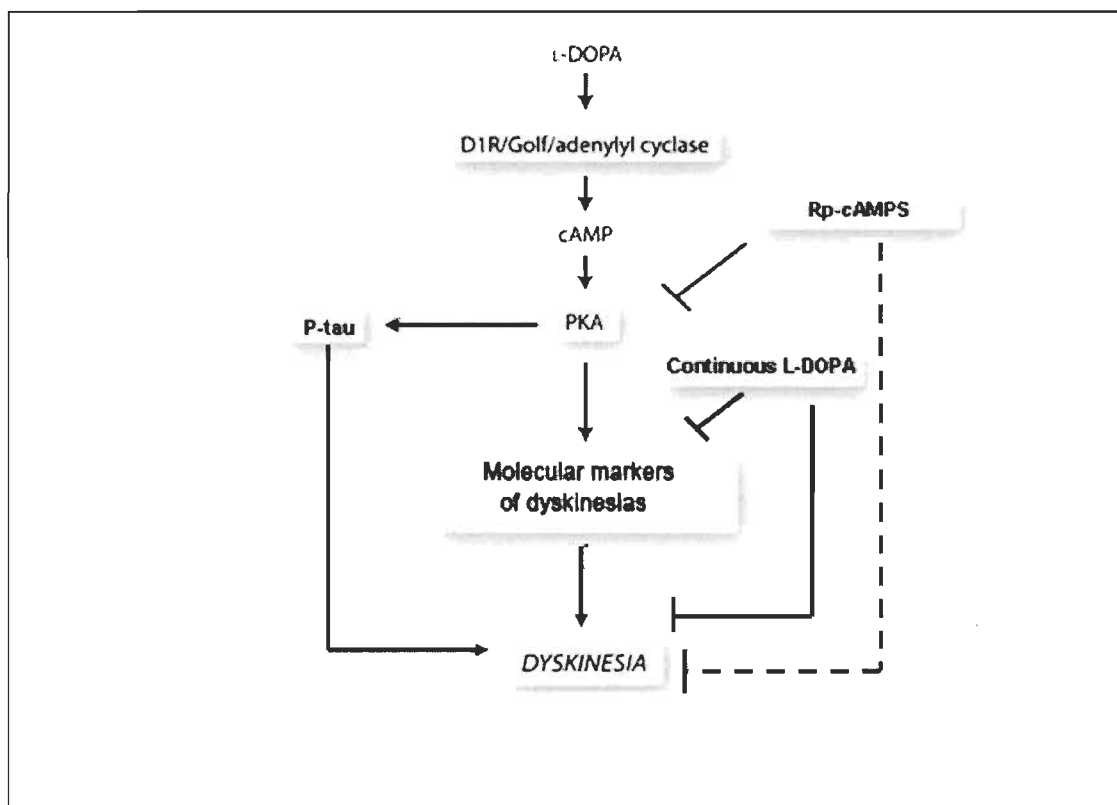 L-DOPA
D1R/Golf/adenylyl cyclase
Rp-cAMPS
cAMP
P-tau
PKA
Continuous L-DOPA
Molecular markers
of dyskinesias
DYSKINESIA